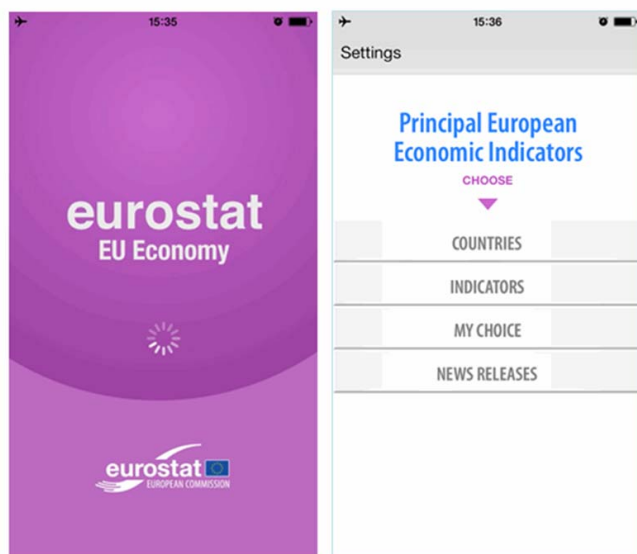 15:35
eurostat
EU Economy
eurostat
EUROPEAN COMMISSION
15:36
Settings
Principal European
Economic Indicators
CHOOSE
COUNTRIES
INDICATORS
MY CHOICE
NEWS RELEASES